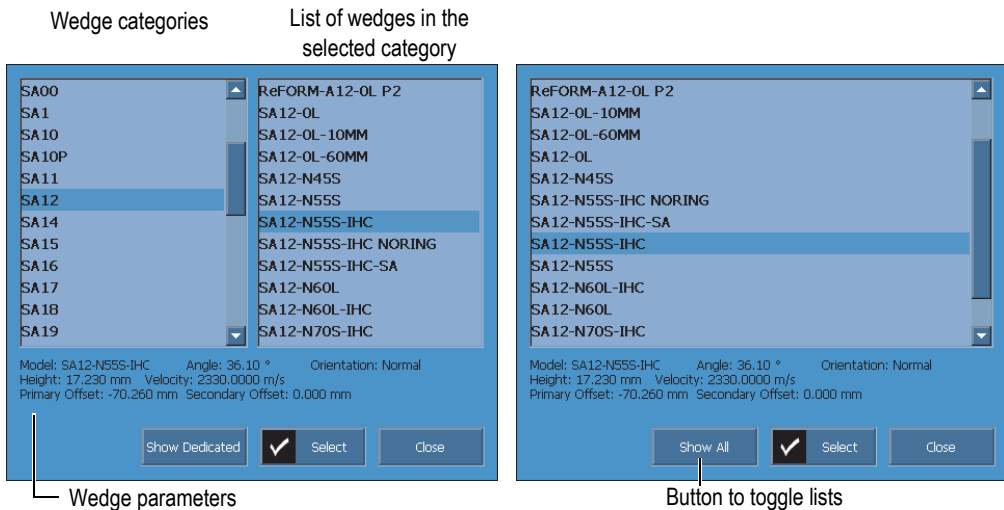 Wedge categories
List of wedges in the
selected category
SA00
SA1
SA10
SA10P
SA11
SA12
SA14
SA15
SA16
SA17
SA18
SA19
ReFORM-A12-0L P2
SA12-0L
SA12-0L-10MM
SA12-0L-60MM
SA12-N45S
SA12-N55S
SA12-N55S-IHC
SA12-N55S-IHC NORING
SA12-N55S-IHC-SA
SA12-N60L
SA12-N60L-IHC
SA12-N70S-IHC
Model: SA12-N55S-IHC Angle: 36.10 ° Orientation: Normal
Height: 17.230 mm Velocity: 2330.0000 m/s
Primary Offset: -70.260 mm Secondary Offset: 0.000 mm
Show Dedicated Select Close
Wedge parameters
ReFORM-A12-0L P2
SA12-0L-10MM
SA12-0L-60MM
SA12-0L
SA12-N45S
SA12-N55S-IHC NORING
SA12-N55S-IHC-SA
SA12-N55S-IHC
SA12-N55S
SA12-N60L-IHC
SA12-N60L
SA12-N70S-IHC
Model: SA12-N55S-IHC Angle: 36.10 ° Orientation: Normal
Height: 17.230 mm Velocity: 2330.0000 m/s
Primary Offset: -70.260 mm Secondary Offset: 0.000 mm
Show All Select Close
Button to toggle lists